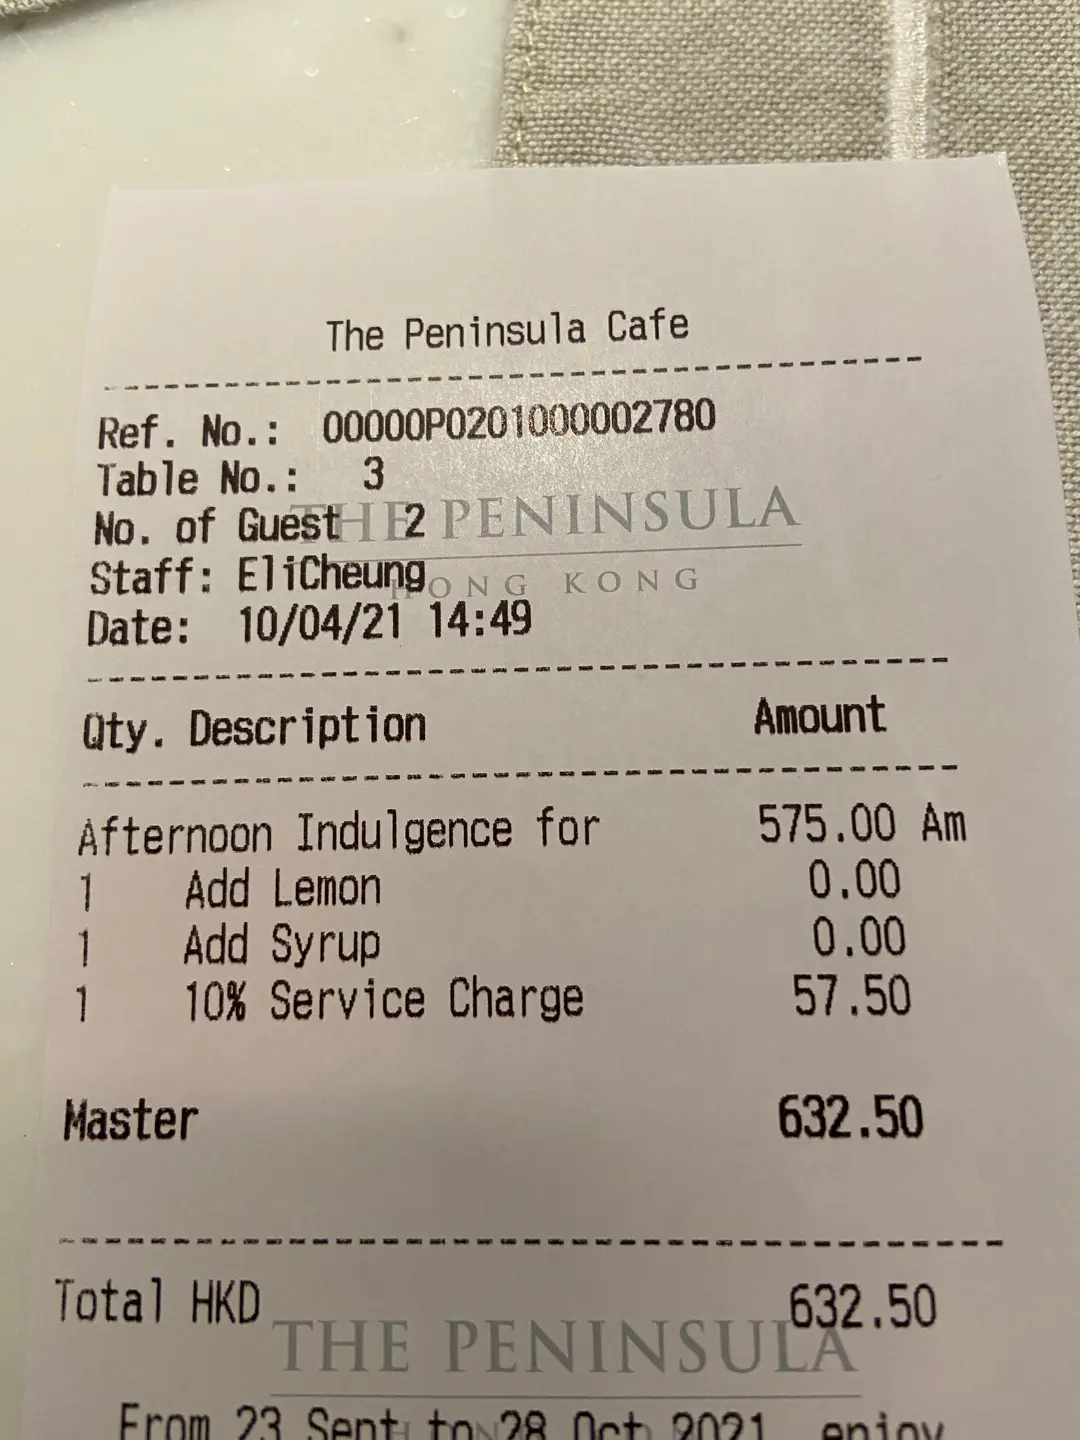 The Peninsula Cafe
Ref. No.: 00000P0201000002780
Table No.: 3
THE PENINSULA
No. of Guest 2
HONG KONG
Staff: EliCheung
Date: 10/04/21 14:49
Qty. Description Amount
Afternoon Indulgence for 575.00 Am
1 Add Lemon 0.00
1 Add Syrup 0.00
1 10% Service Charge 57.50
Master 632.50
Total HKD 632.50
THE PENINSULA
From 23 Sept to 28 Oct 2021, enjoy